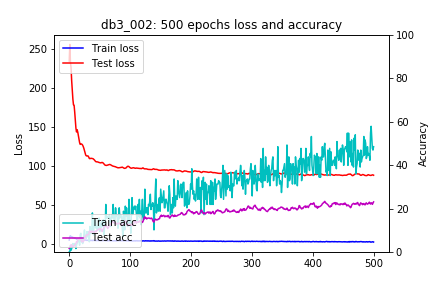 db3_002: 500 epochs loss and accuracy
Train loss
Test loss
Train acc
Test acc
Loss
250
200
150
100
50
0
Accuracy
100
80
60
40
20
0
0
100
200
300
400
500